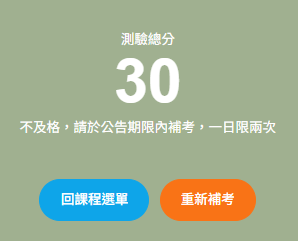 測驗總分
30
不及格，請於公告期限內補考，一日限兩次
回課程選單
重新補考